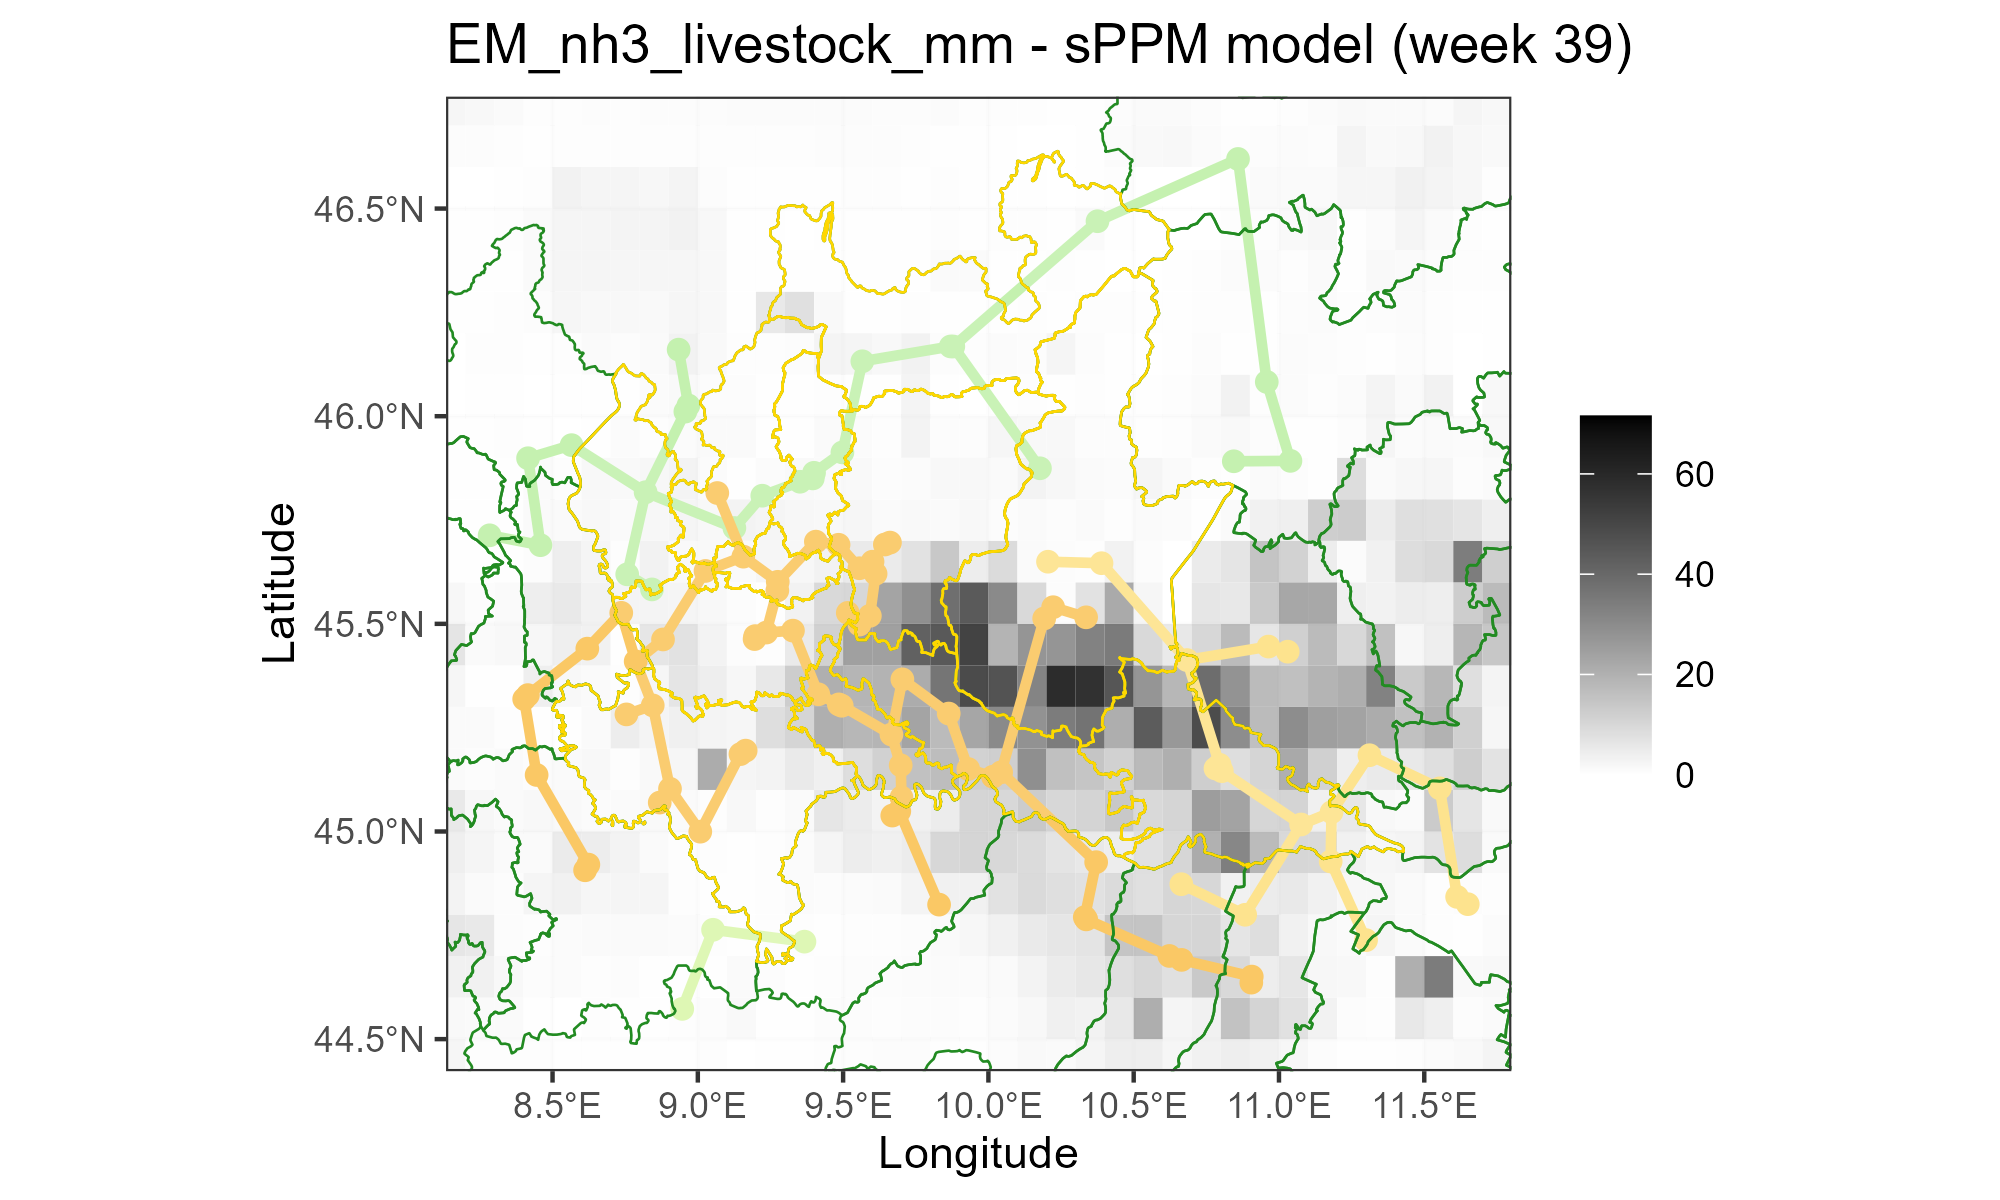 EM_nh3_livestock_mm - sPPM model (week 39)
46.5°N
46.0°N
45.5°N
45.0°N
44.5°N
Latitude
8.5°E 9.0°E 9.5°E 10.0°E 10.5°E 11.0°E 11.5°E
Longitude
60
40
20
0